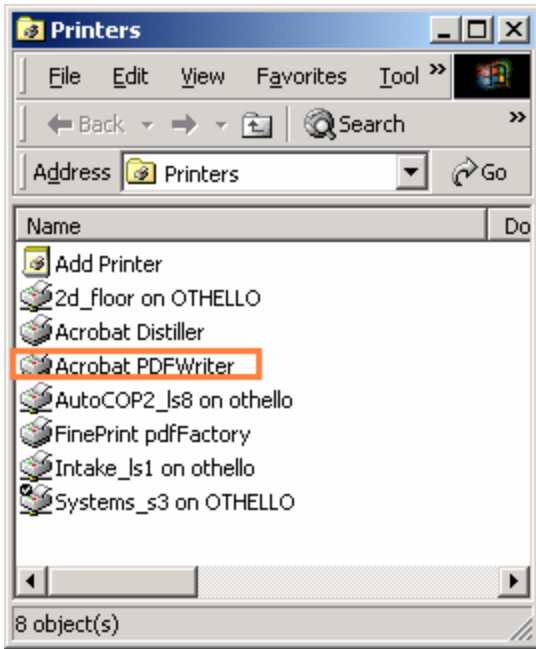 Printers
File Edit View Favorites Tool »
Back Search »
Address Printers Go
Name Do
Add Printer
2d_floor on OTHELLO
Acrobat Distiller
Acrobat PDFWriter
AutoCOP2_ls8 on othello
FinePrint pdfFactory
Intake_ls1 on othello
Systems_s3 on OTHELLO
8 object(s)